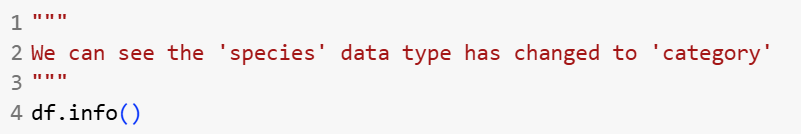 1 """
2 We can see the 'species' data type has changed to 'category'
3 """
4 df.info()